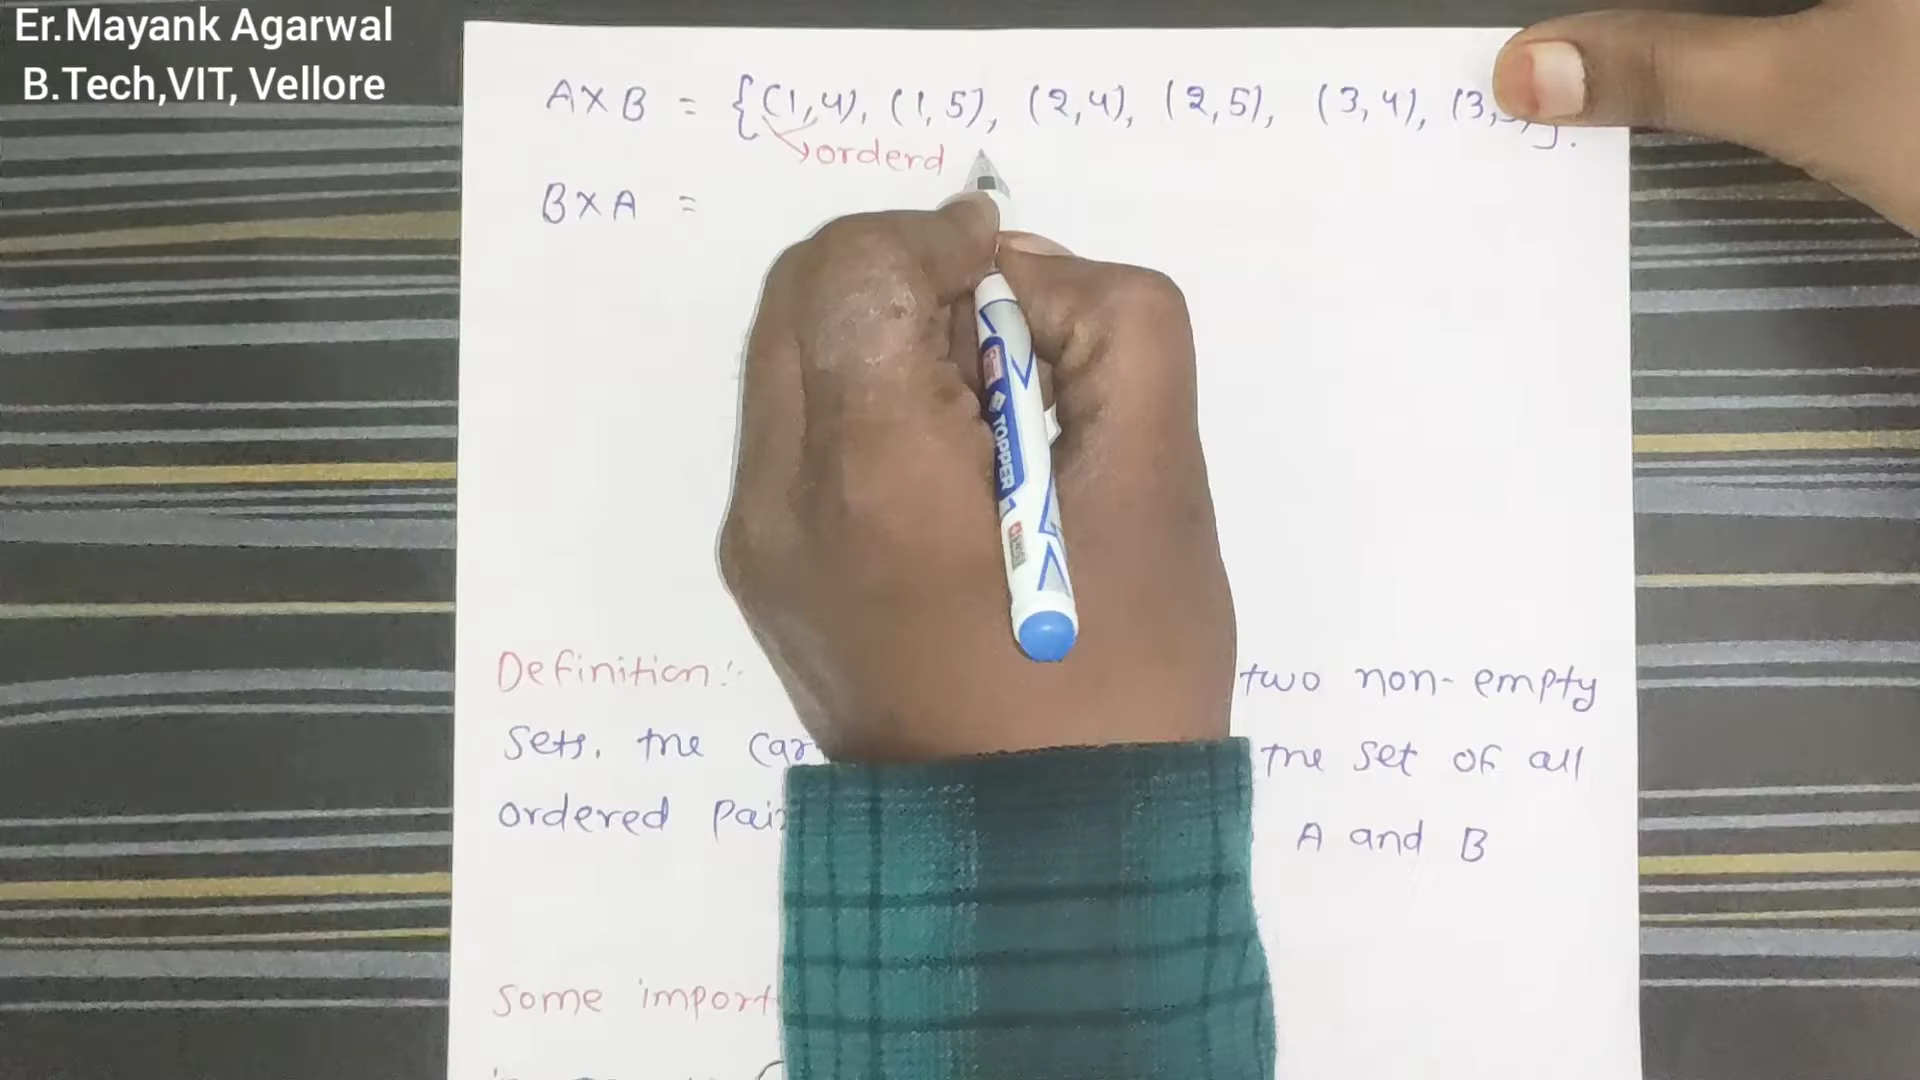 Er.Mayank Agarwal
B.Tech,VIT, Vellore
A×B = {(1,4), (1,5), (2,4), (2,5), (3,4), (3,
orderd
B×A =
TOPPER
Definition:- two non-empty
sets. the the set of all
ordered A and B
Some